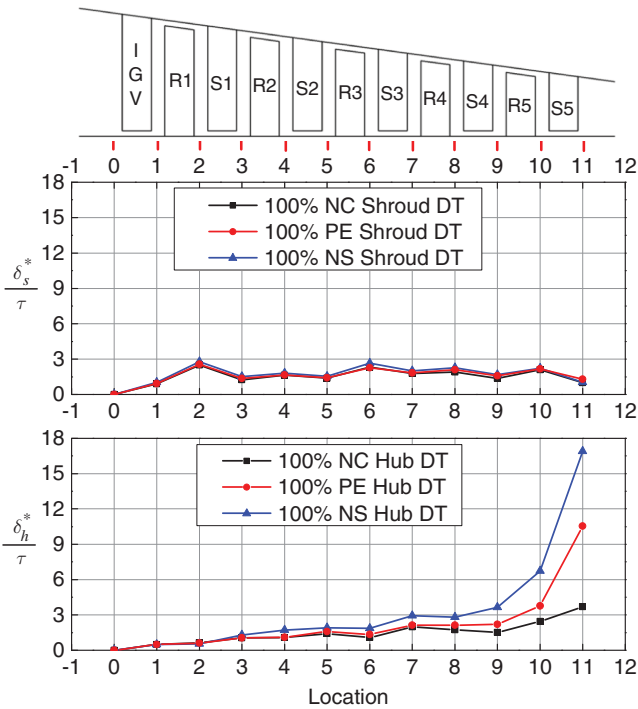 I
G
V
R1
S1
R2
S2
R3
S3
R4
S4
R5
S5
-1 0 1 2 3 4 5 6 7 8 9 10 11 12
18
15
12
9
6
3
0
δ*s
τ
100% NC Shroud DT
100% PE Shroud DT
100% NS Shroud DT
-1 0 1 2 3 4 5 6 7 8 9 10 11 12
18
15
12
9
6
3
0
δ*h
τ
100% NC Hub DT
100% PE Hub DT
100% NS Hub DT
-1 0 1 2 3 4 5 6 7 8 9 10 11 12
Location